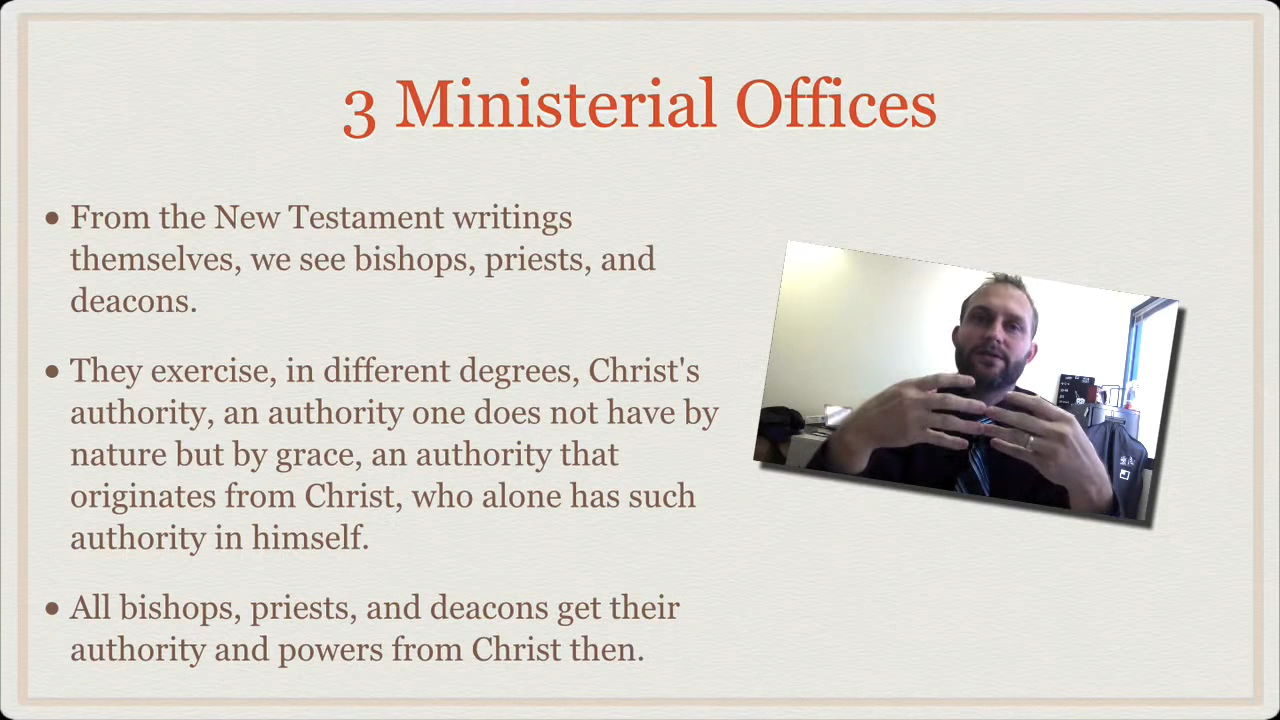 3 Ministerial Offices
• From the New Testament writings
themselves, we see bishops, priests, and
deacons.
• They exercise, in different degrees, Christ's
authority, an authority one does not have by
nature but by grace, an authority that
originates from Christ, who alone has such
authority in himself.
• All bishops, priests, and deacons get their
authority and powers from Christ then.